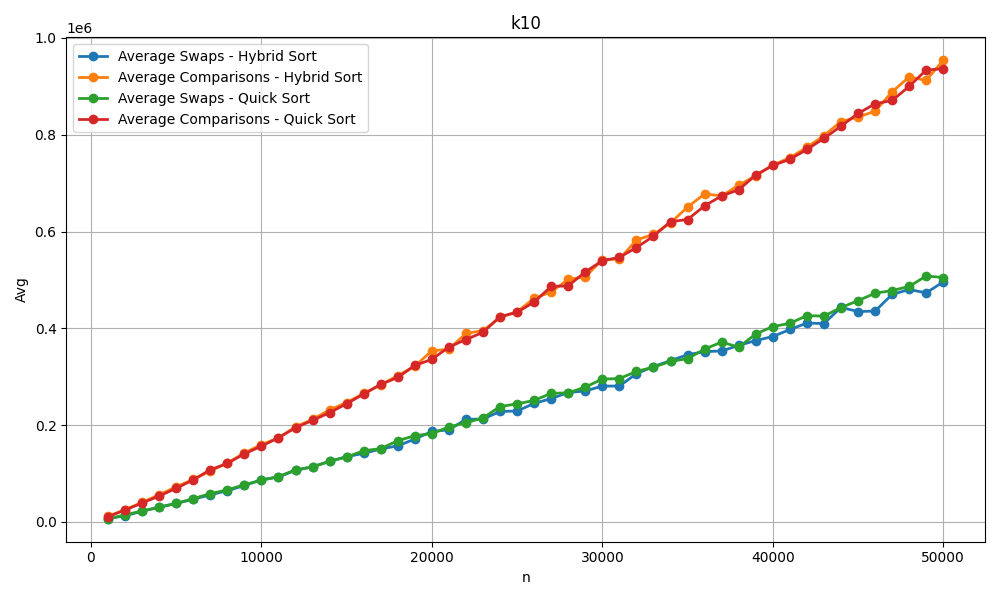 k10
1e6
Average Swaps - Hybrid Sort
Average Comparisons - Hybrid Sort
Average Swaps - Quick Sort
Average Comparisons - Quick Sort
1.0
0.8
0.6
0.4
0.2
0.0
Avg
0 10000 20000 30000 40000 50000
n